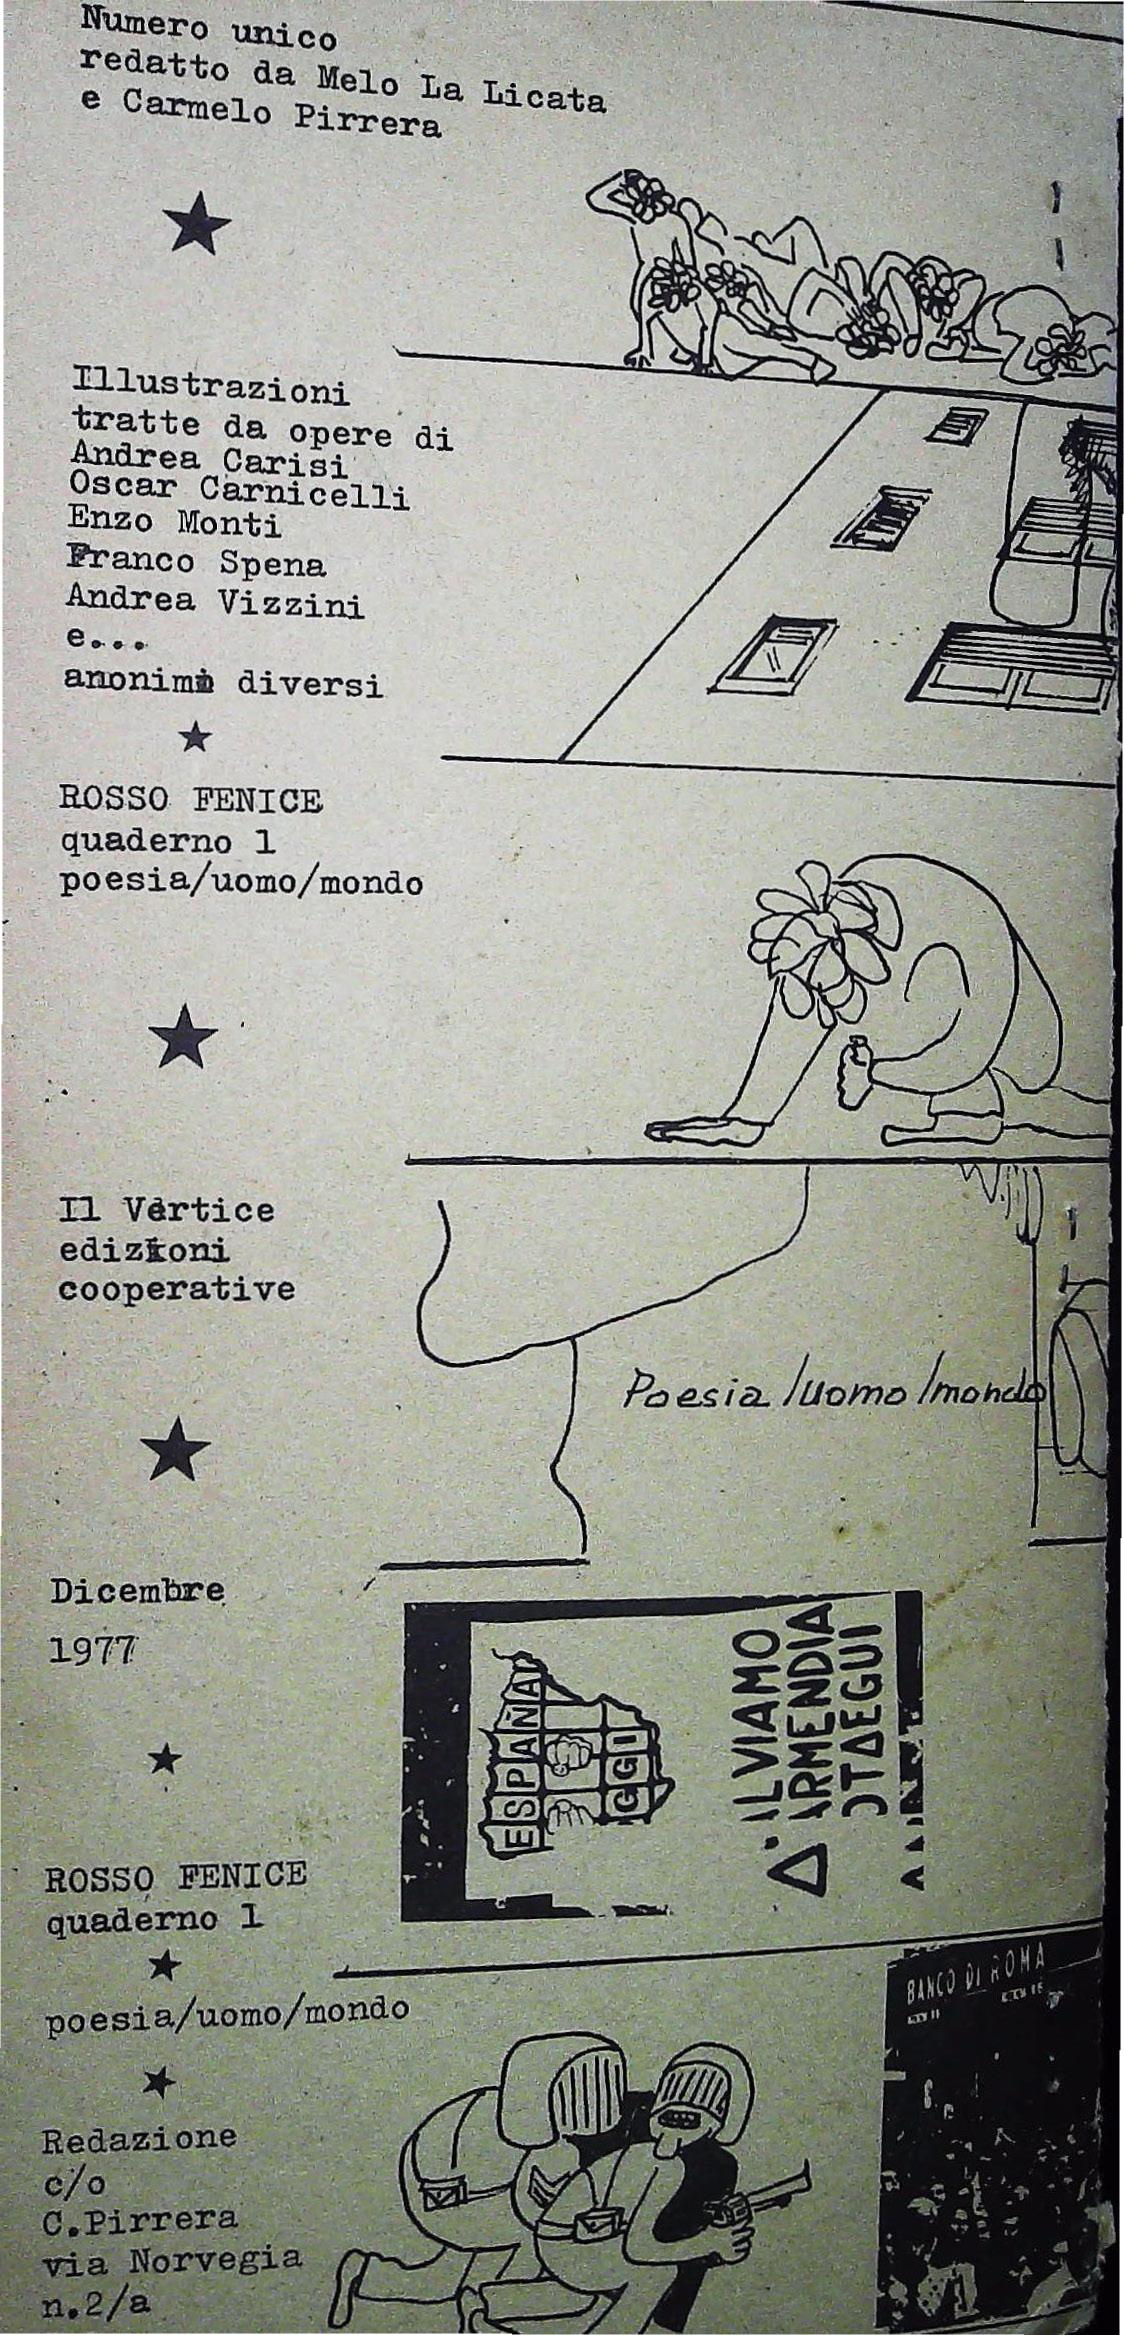 Numero unico
redatto da Melo La Licata
e Carmelo Pirrera
Illustrazioni
tratte da opere di
Andrea Carisi
Oscar Carnicelli
Enzo Monti
Franco Spena
Andrea Vizzini
e...
anonimi diversi
ROSSO FENICE
quaderno 1
poesia/uomo/mondo
Il Vertice
edizioni
cooperative
Poesia/uomo/mondo
Dicembre
1977
ESPAÑA
OGGI
ILVIAMO
ARMENDIA
OTAEGUI
ROSSO FENICE
quaderno 1
poesia/uomo/mondo
BANCO DI ROMA
Redazione
c/o
C.Pirrera
via Norvegia
n.2/a